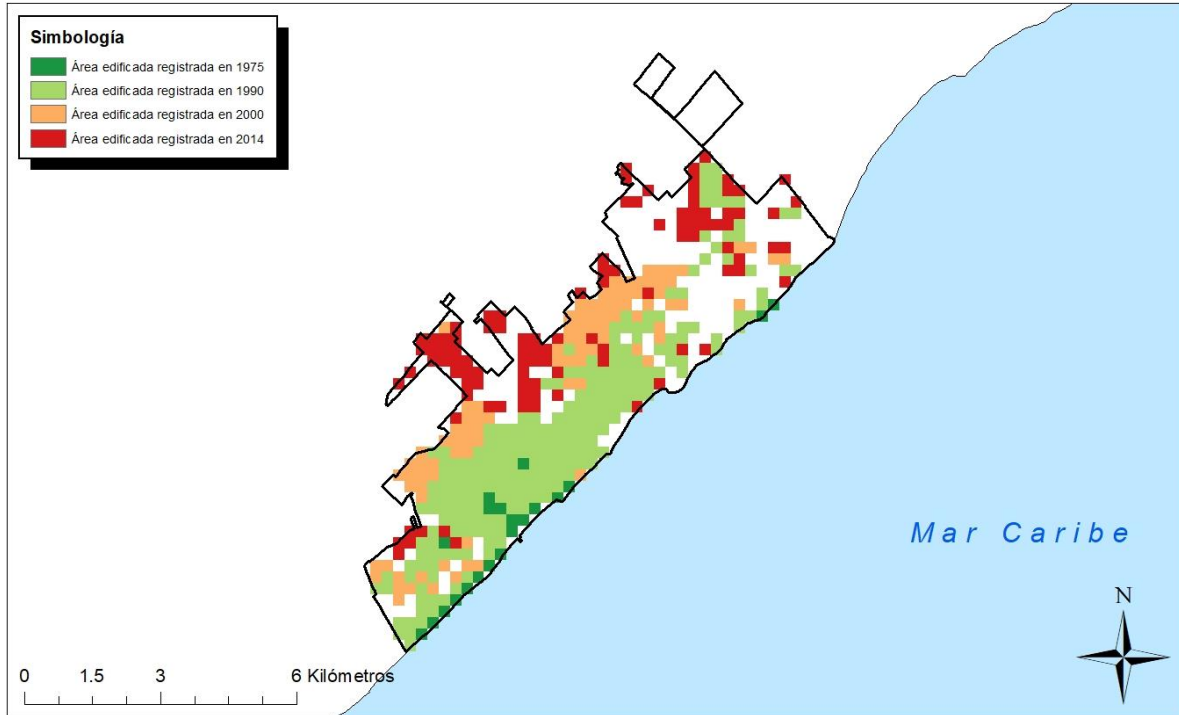 Simbología
Área edificada registrada en 1975
Área edificada registrada en 1990
Área edificada registrada en 2000
Área edificada registrada en 2014
Mar Caribe
N
0 1.5 3 6 Kilómetros